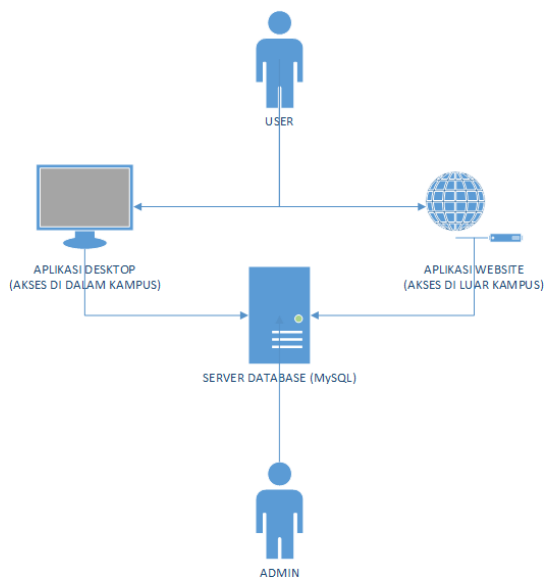 USER
APLIKASI DESKTOP
(AKSES DI DALAM KAMPUS)
APLIKASI WEBSITE
(AKSES DI LUAR KAMPUS)
SERVER DATABASE (MySQL)
ADMIN